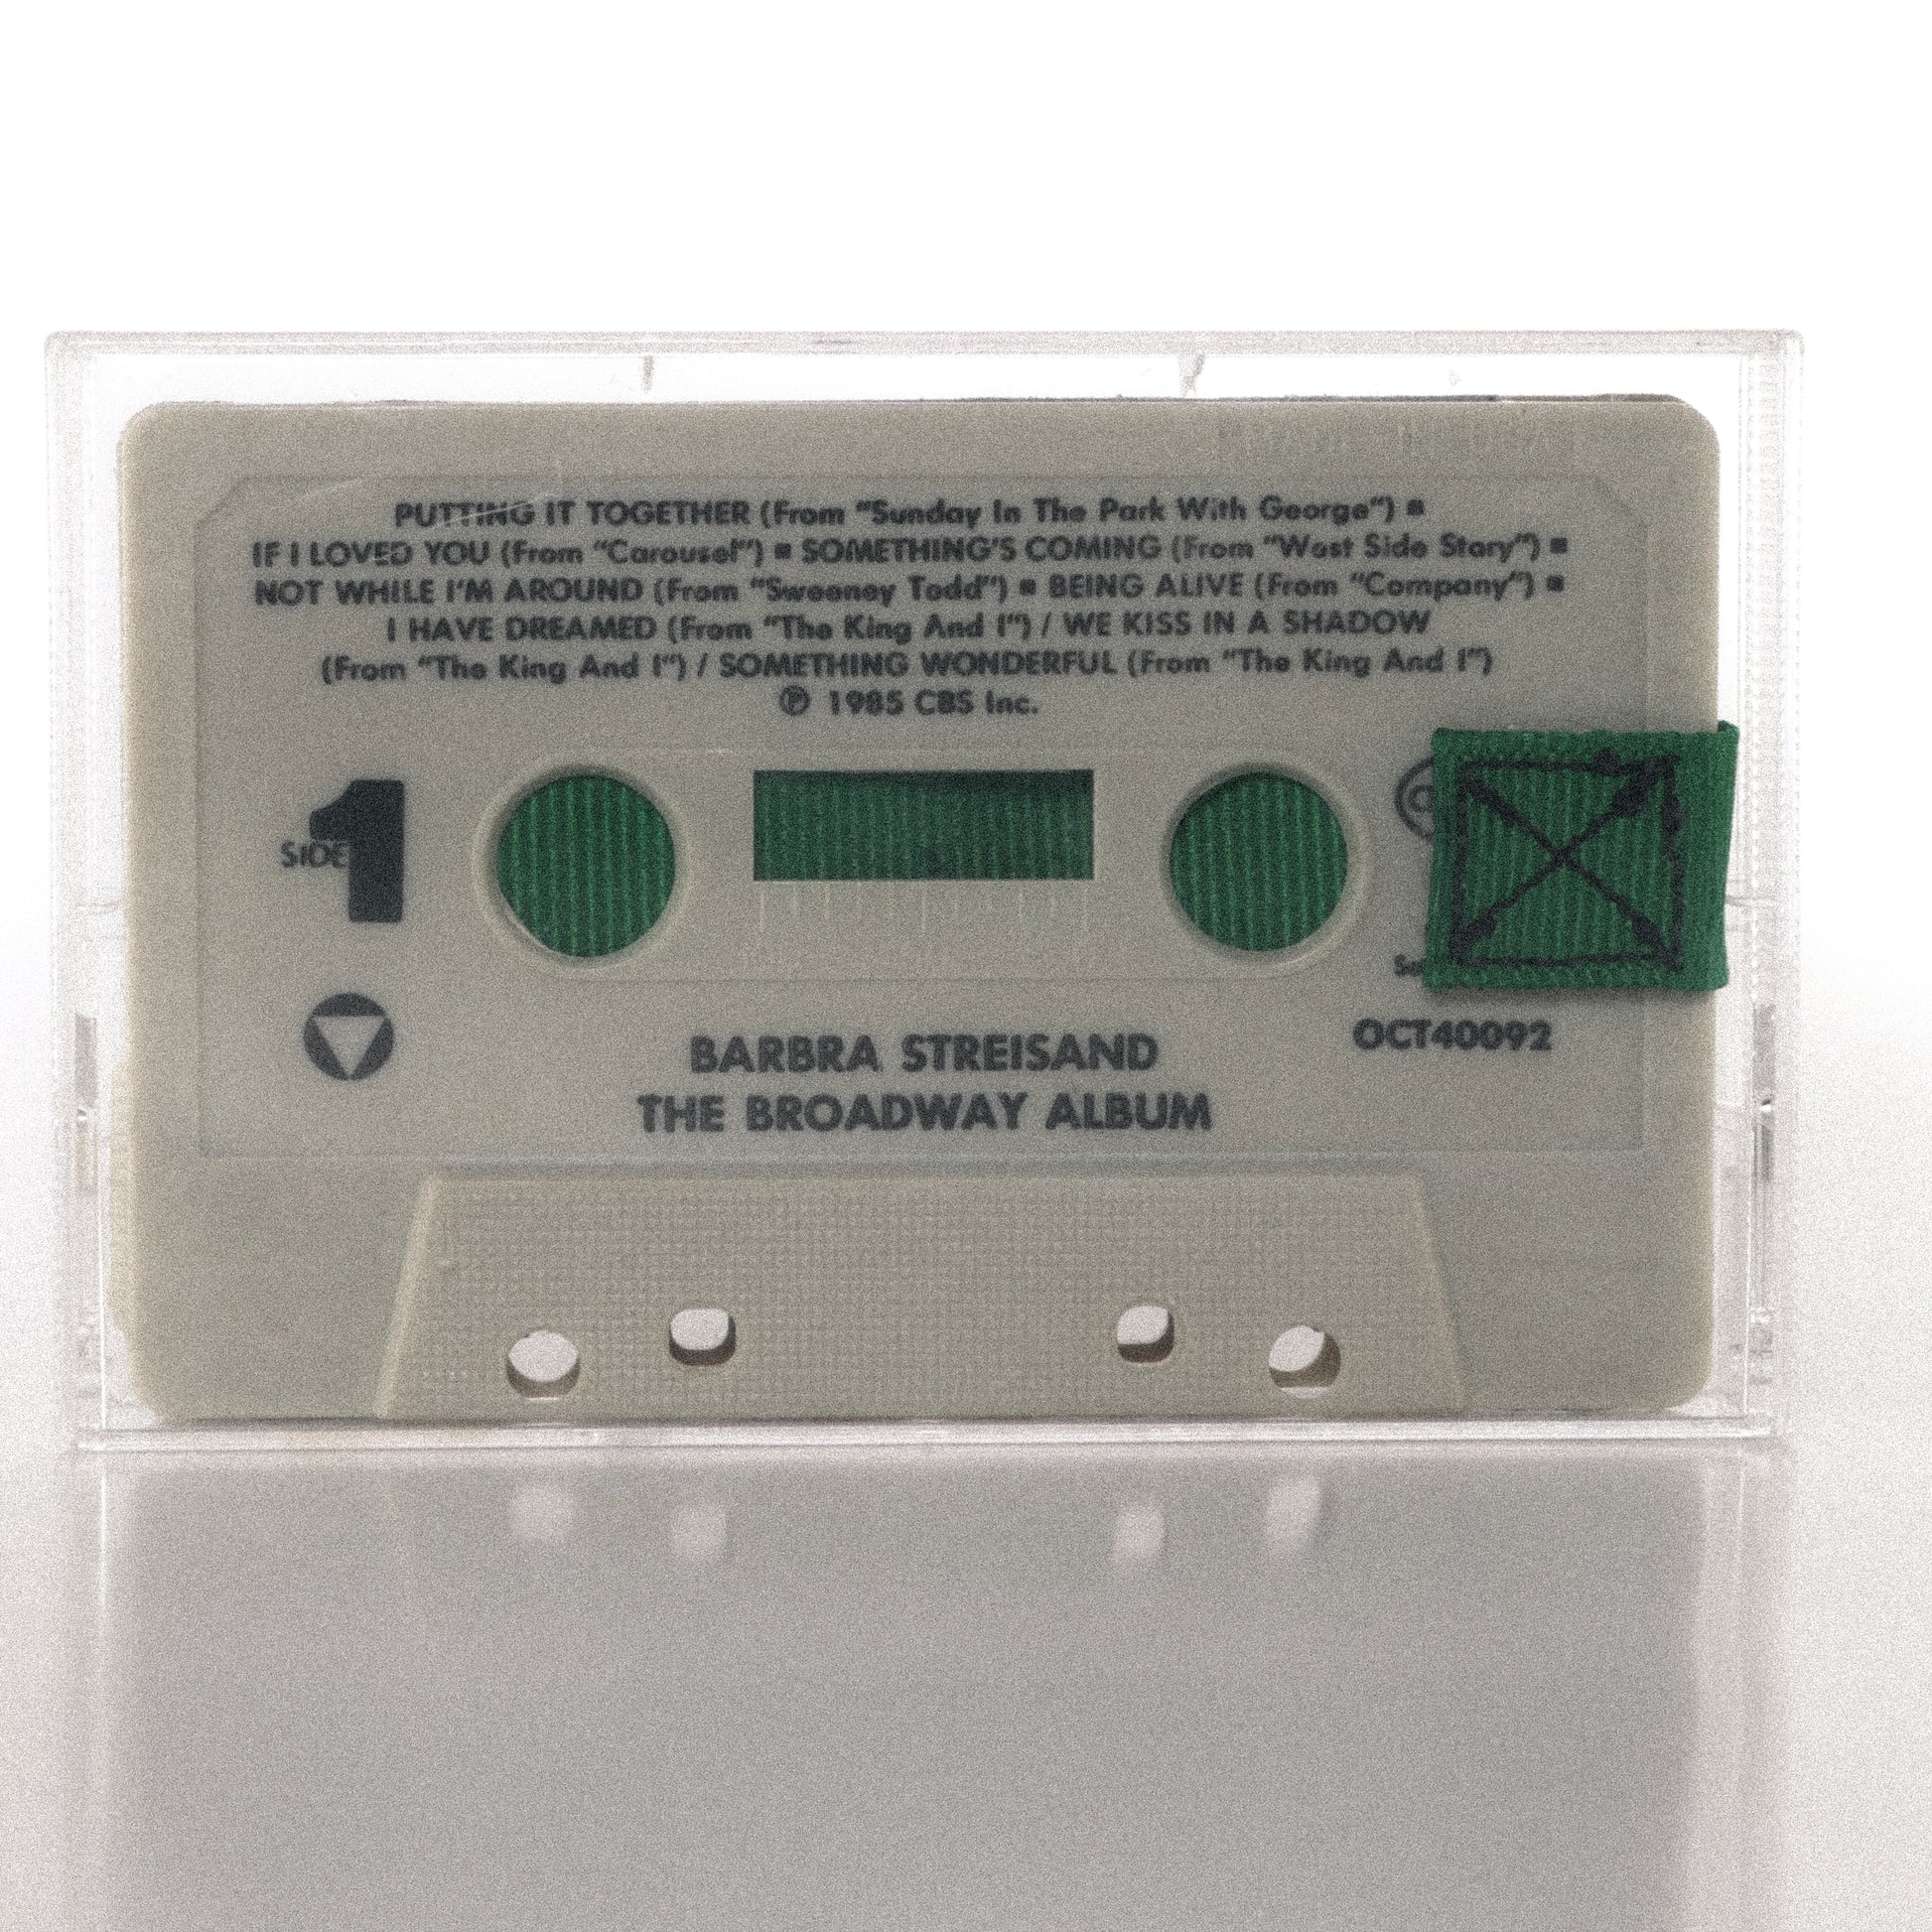 PUTTING IT TOGETHER (From "Sunday In The Park With George") ■
IF I LOVED YOU (From "Carousel") ■ SOMETHING'S COMING (From "West Side Story") ■
NOT WHILE I'M AROUND (From "Sweeney Todd") ■ BEING ALIVE (From "Company") ■
I HAVE DREAMED (From "The King And I") / WE KISS IN A SHADOW
(From "The King And I") / SOMETHING WONDERFUL (From "The King And I")
℗ 1985 CBS Inc.
SIDE 1
OCT40092
BARBRA STREISAND
THE BROADWAY ALBUM